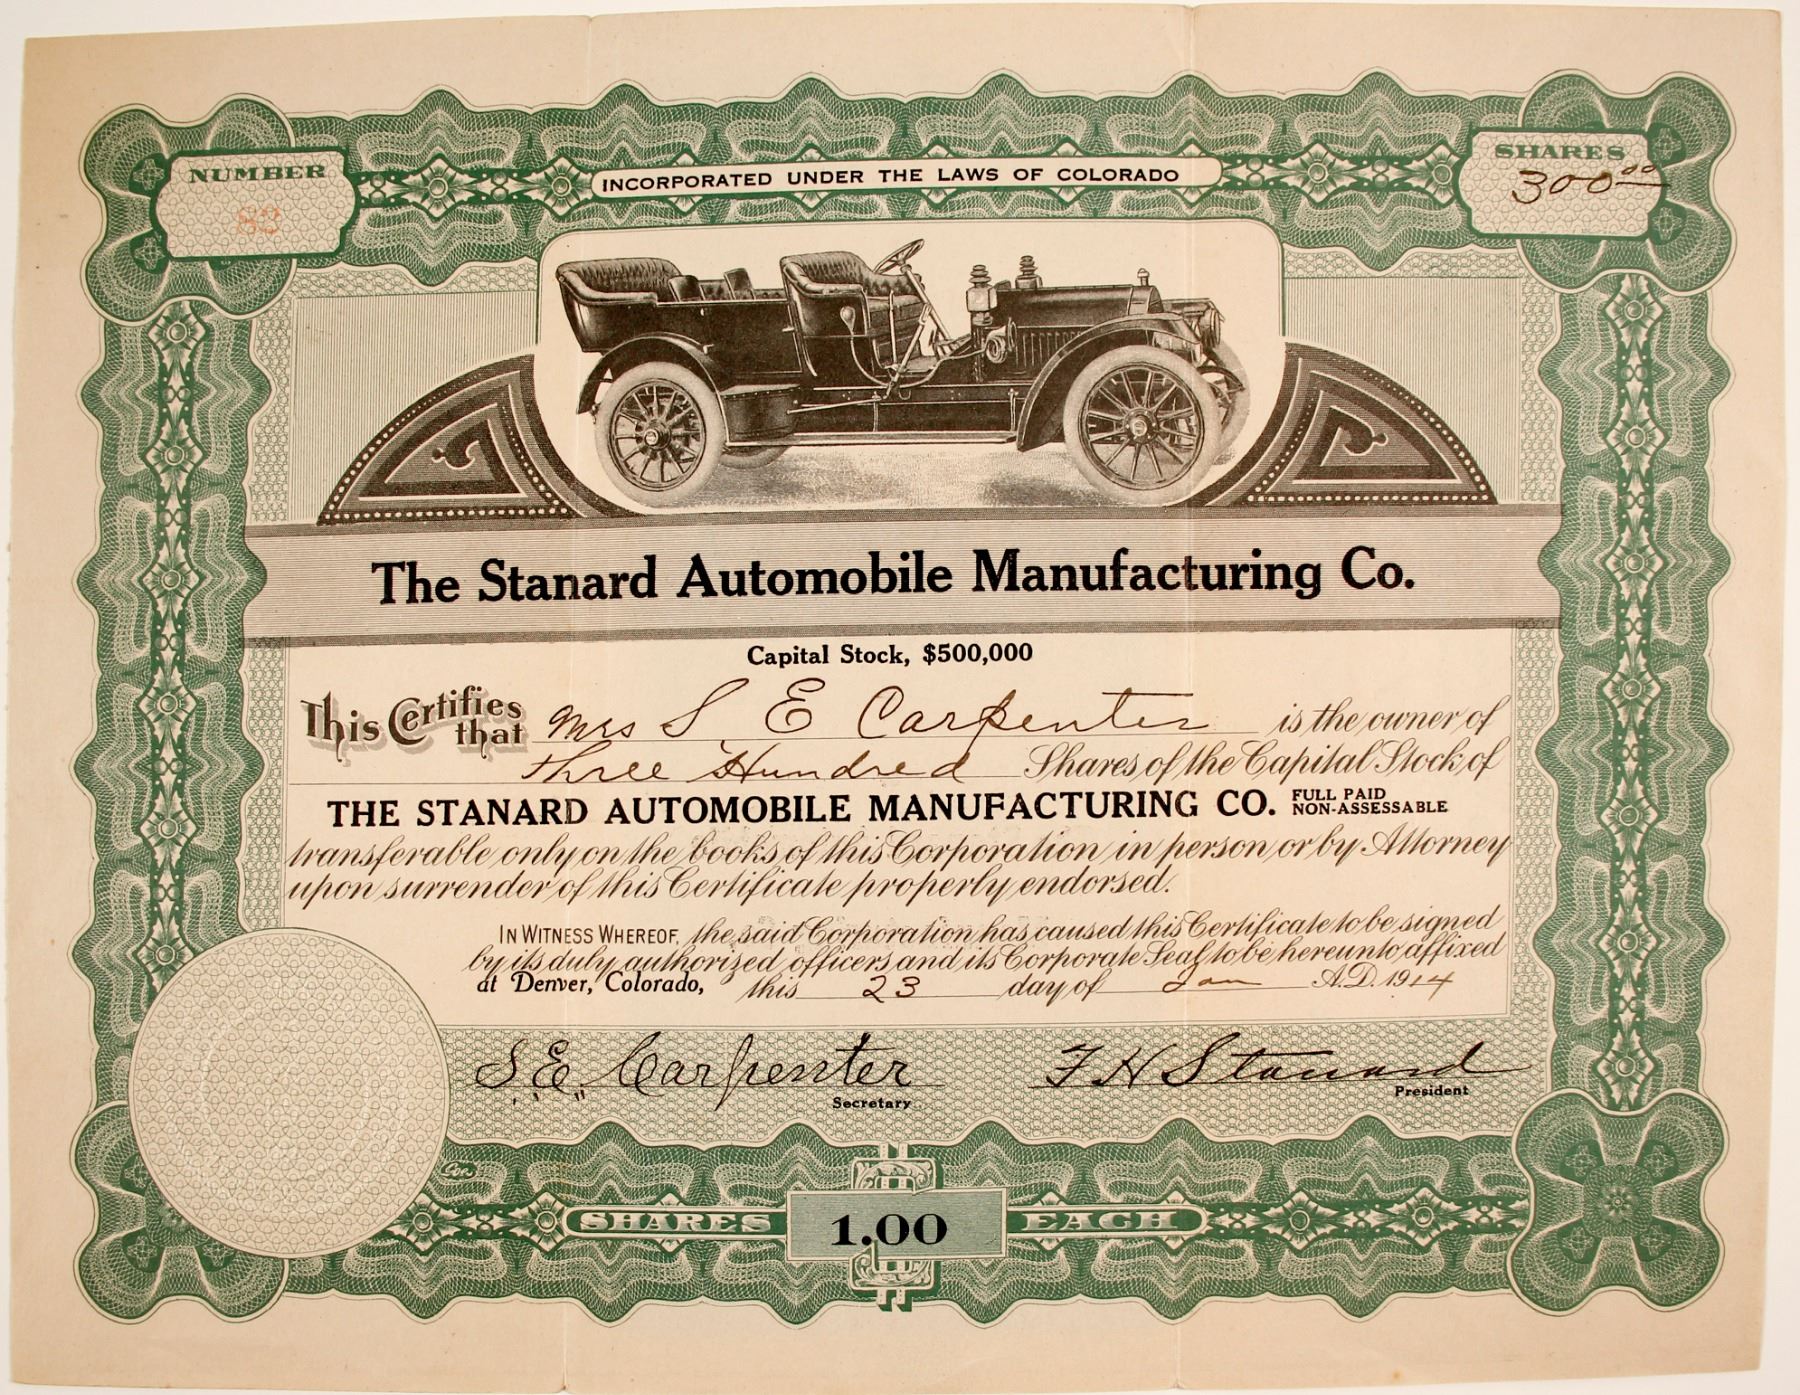 INCORPORATED UNDER THE LAWS OF COLORADO
NUMBER
83
SHARES
300.00
The Stanard Automobile Manufacturing Co.
Capital Stock, $500,000
This Certifies that Mrs S. E Carpenter is the owner of
Three Hundred Shares of the Capital Stock of
THE STANARD AUTOMOBILE MANUFACTURING CO. FULL PAID NON-ASSESSABLE
transferable only on the books of this Corporation in person or by Attorney
upon surrender of this Certificate properly endorsed.
IN WITNESS WHEREOF, the said Corporation has caused this Certificate to be signed
by its duly authorized officers and its Corporate Seal to be hereunto affixed
at Denver, Colorado, this 23 day of Jan A.D. 1914
S.E. Carpenter
Secretary
F H Stanard
President
Goes
SHARES 1.00 EACH